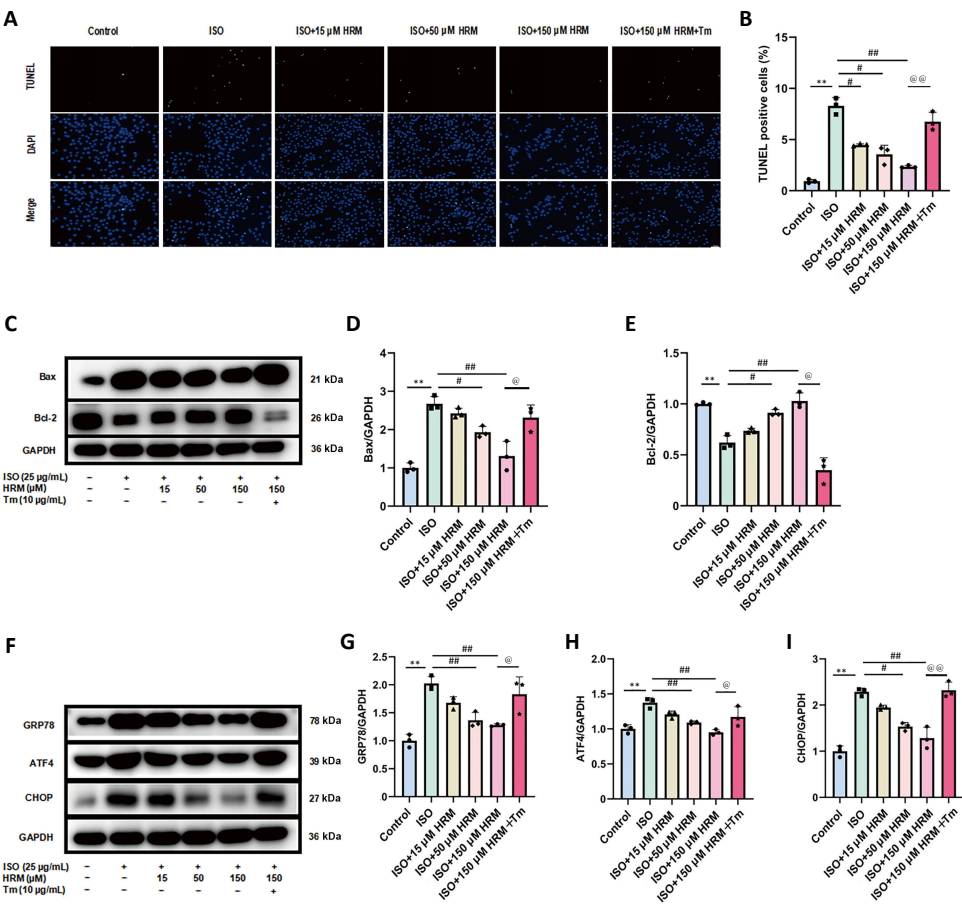 A
Control
ISO
ISO+15 µM HRM
ISO+50 µM HRM
ISO+150 µM HRM
ISO+150 µM HRM+Tm
TUNEL
DAPI
Merge
B
TUNEL positive cells (%)
15
10
5
0
##
#
** # @@
Control
ISO
ISO+15 µM HRM
ISO+50 µM HRM
ISO+150 µM HRM
ISO+150 µM HRM+Tm
C
Bax 21 kDa
Bcl-2 26 kDa
GAPDH 36 kDa
ISO (25 µg/mL) – + + + + +
HRM (µM) – – 15 50 150 150
Tm (10 µg/mL) – – – – – +
D
Bax/GAPDH
4
3
2
1
0
##
** # @
Control
ISO
ISO+15 µM HRM
ISO+50 µM HRM
ISO+150 µM HRM
ISO+150 µM HRM+Tm
E
Bcl-2/GAPDH
1.5
1.0
0.5
0
##
** # @
Control
ISO
ISO+15 µM HRM
ISO+50 µM HRM
ISO+150 µM HRM
ISO+150 µM HRM+Tm
F
GRP78 78 kDa
ATF4 39 kDa
CHOP 27 kDa
GAPDH 36 kDa
ISO (25 µg/mL) – + + + + +
HRM (µM) – – 15 50 150 150
Tm (10 µg/mL) – – – – – +
G
GRP78/GAPDH
2.5
2.0
1.5
1.0
0.5
0
##
** ## @
Control
ISO
ISO+15 µM HRM
ISO+50 µM HRM
ISO+150 µM HRM
ISO+150 µM HRM+Tm
H
ATF4/GAPDH
2.0
1.5
1.0
0.5
0
##
** ## @
Control
ISO
ISO+15 µM HRM
ISO+50 µM HRM
ISO+150 µM HRM
ISO+150 µM HRM+Tm
I
CHOP/GAPDH
3
2
1
0
##
** # @@
Control
ISO
ISO+15 µM HRM
ISO+50 µM HRM
ISO+150 µM HRM
ISO+150 µM HRM+Tm